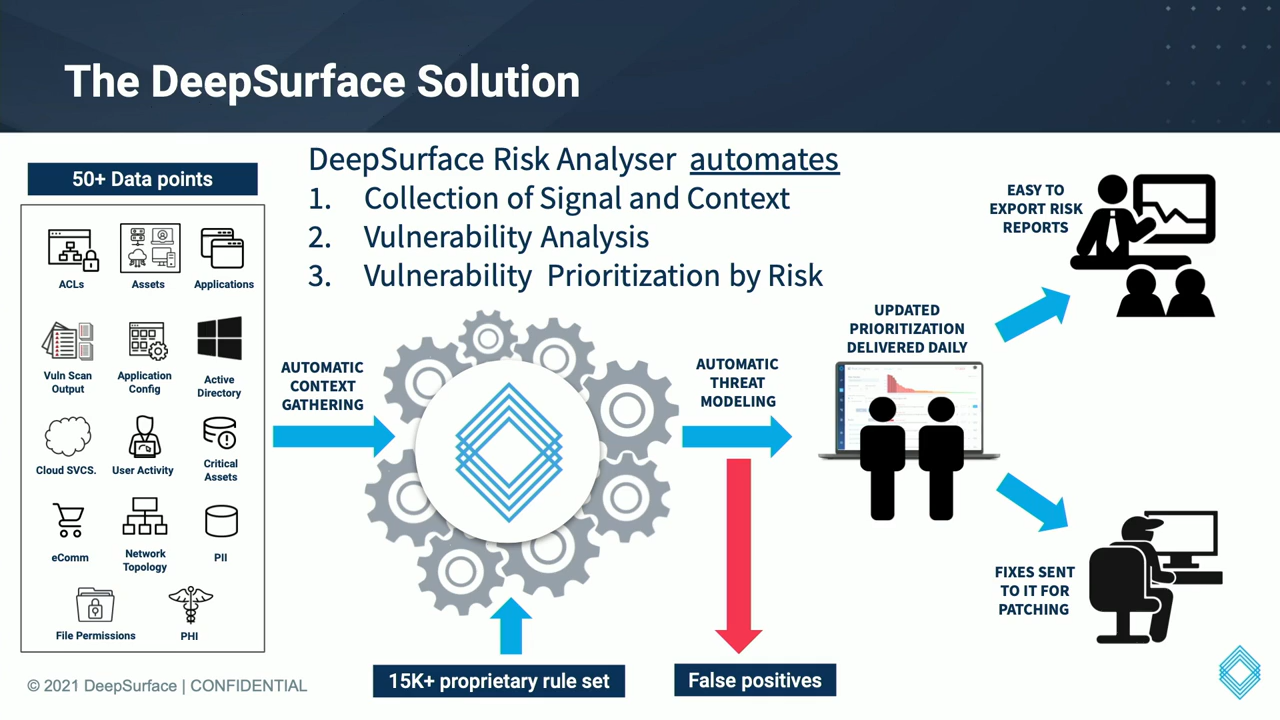 The DeepSurface Solution
50+ Data points
ACLs
Assets
Applications
Vuln Scan
Output
Application
Config
Active
Directory
Cloud SVCS.
User Activity
Critical
Assets
eComm
Network
Topology
PII
File Permissions
PHI
DeepSurface Risk Analyser automates
1. Collection of Signal and Context
2. Vulnerability Analysis
3. Vulnerability Prioritization by Risk
AUTOMATIC
CONTEXT
GATHERING
15K+ proprietary rule set
AUTOMATIC
THREAT
MODELING
False positives
UPDATED
PRIORITIZATION
DELIVERED DAILY
EASY TO
EXPORT RISK
REPORTS
FIXES SENT
TO IT FOR
PATCHING
© 2021 DeepSurface | CONFIDENTIAL